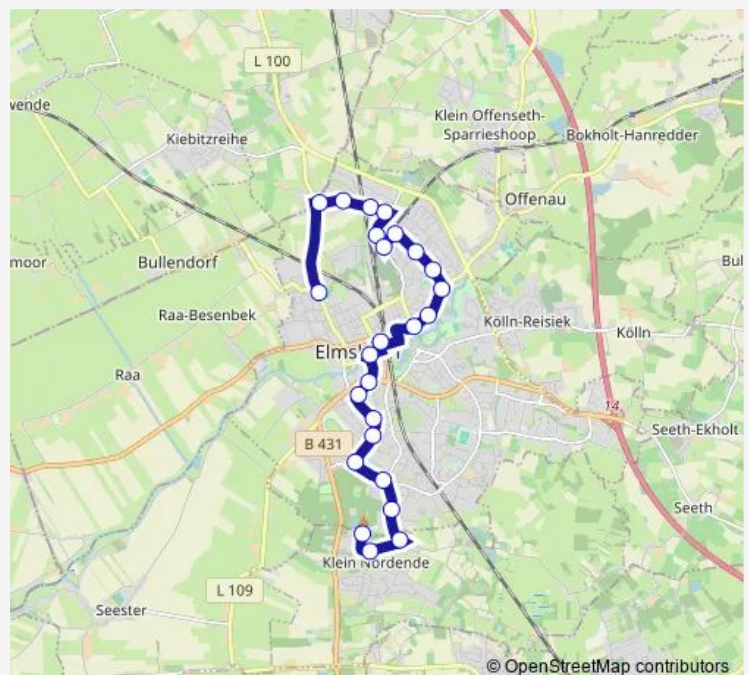 L 100
wende
Klein Offenseth-
Sparrieshoop
Bokholt-Hanredder
Kiebitzreihe
Offenau
moor
Bullendorf
Bul
Raa-Besenbek
Kölln-Reisiek
Kölln
Raa
14
Seeth-Ekholt
B 431
Seeth
Klein Nordende
L 109
Seester
© OpenStreetMap contributors